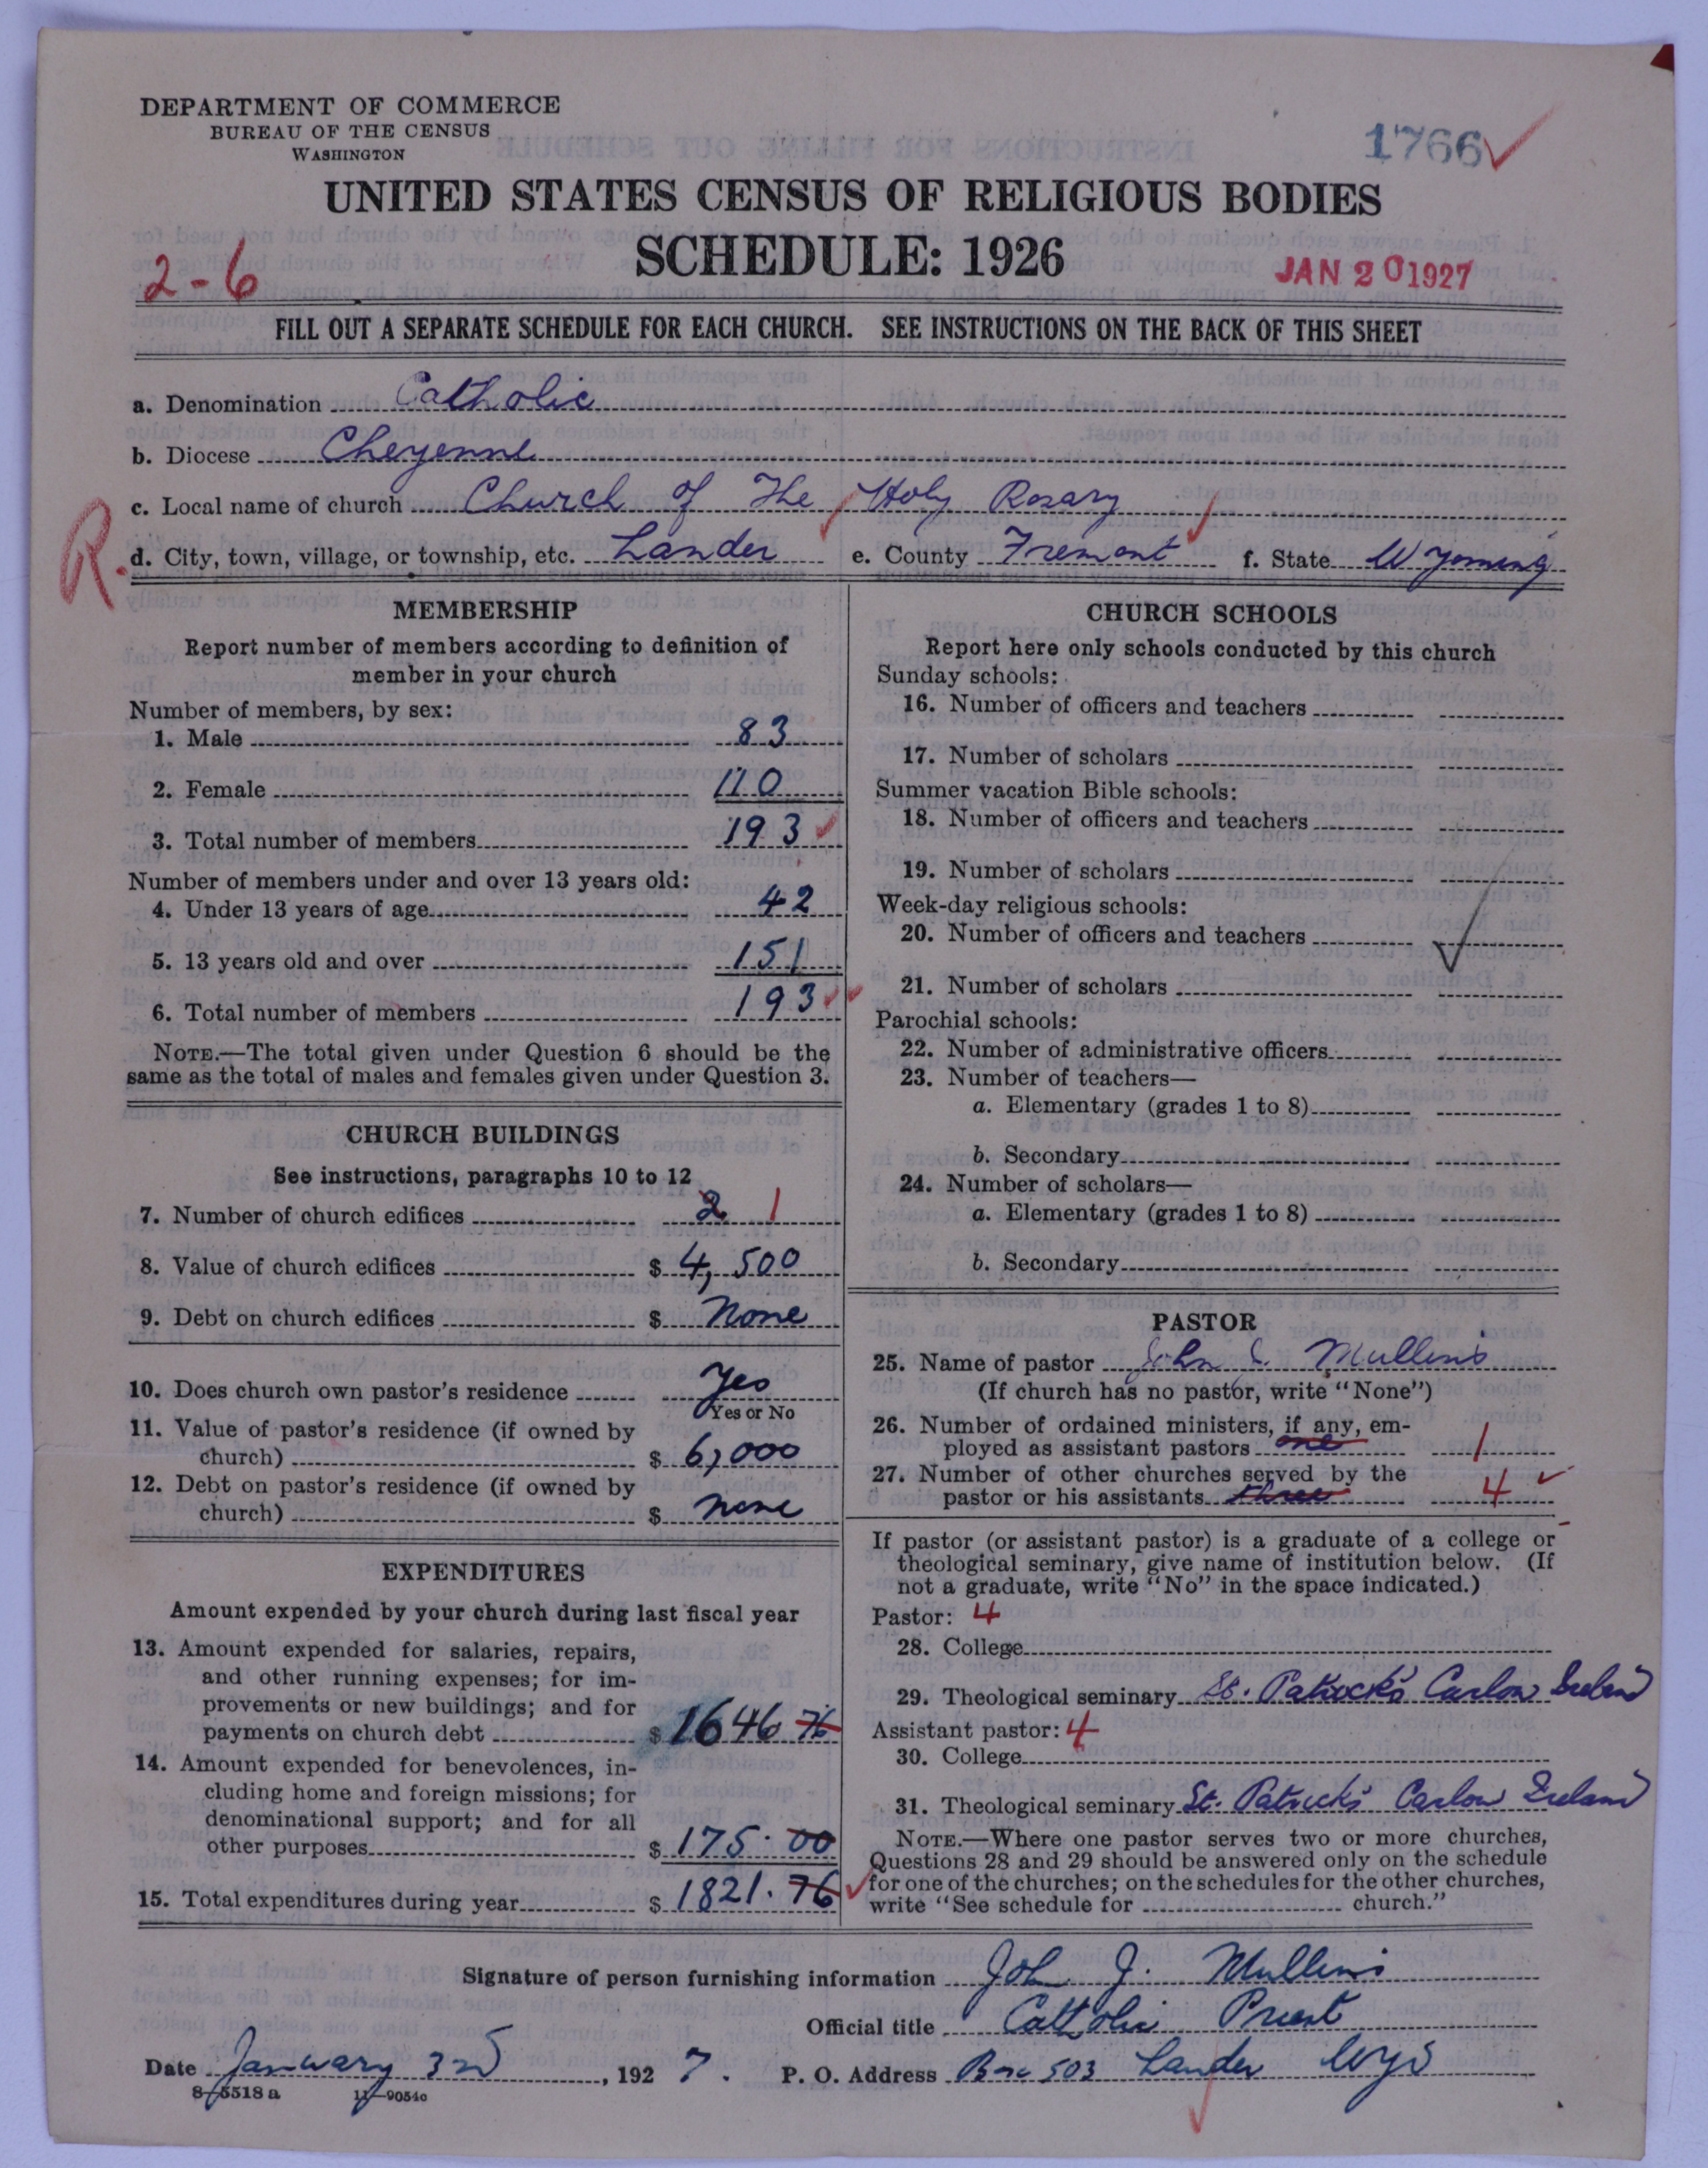 DEPARTMENT OF COMMERCE
BUREAU OF THE CENSUS
WASHINGTON
1766
UNITED STATES CENSUS OF RELIGIOUS BODIES
SCHEDULE: 1926
2-6
JAN 20 1927
FILL OUT A SEPARATE SCHEDULE FOR EACH CHURCH. SEE INSTRUCTIONS ON THE BACK OF THIS SHEET
a. Denomination Catholic
b. Diocese Cheyenne
c. Local name of church Church of The Holy Rosary
R.
d. City, town, village, or township, etc. Lander e. County Fremont f. State Wyoming
MEMBERSHIP
Report number of members according to definition of
member in your church
Number of members, by sex:
1. Male 83
2. Female 110
3. Total number of members 193
Number of members under and over 13 years old:
4. Under 13 years of age 42
5. 13 years old and over 151
6. Total number of members 193
NOTE.—The total given under Question 6 should be the
same as the total of males and females given under Question 3.
CHURCH BUILDINGS
See instructions, paragraphs 10 to 12
7. Number of church edifices 2 1
8. Value of church edifices $ 4,500
9. Debt on church edifices $ None
10. Does church own pastor's residence Yes
Yes or No
11. Value of pastor's residence (if owned by
church) $ 6,000
12. Debt on pastor's residence (if owned by
church) $ none
EXPENDITURES
Amount expended by your church during last fiscal year
13. Amount expended for salaries, repairs,
and other running expenses; for im-
provements or new buildings; and for
payments on church debt $ 1646 76
14. Amount expended for benevolences, in-
cluding home and foreign missions; for
denominational support; and for all
other purposes $ 175.00
15. Total expenditures during year $ 1821.76
CHURCH SCHOOLS
Report here only schools conducted by this church
Sunday schools:
16. Number of officers and teachers
17. Number of scholars
Summer vacation Bible schools:
18. Number of officers and teachers
19. Number of scholars
Week-day religious schools:
20. Number of officers and teachers
21. Number of scholars
Parochial schools:
22. Number of administrative officers
23. Number of teachers—
a. Elementary (grades 1 to 8)
b. Secondary
24. Number of scholars—
a. Elementary (grades 1 to 8)
b. Secondary
PASTOR
25. Name of pastor John J. Mullins
(If church has no pastor, write "None")
26. Number of ordained ministers, if any, em-
ployed as assistant pastors one 1
27. Number of other churches served by the
pastor or his assistants three 4
If pastor (or assistant pastor) is a graduate of a college or
theological seminary, give name of institution below. (If
not a graduate, write "No" in the space indicated.)
Pastor: 4
28. College
29. Theological seminary St. Patrick's Carlow Ireland
Assistant pastor: 4
30. College
31. Theological seminary St. Patrick's Carlow Ireland
NOTE.—Where one pastor serves two or more churches,
Questions 28 and 29 should be answered only on the schedule
for one of the churches; on the schedules for the other churches,
write "See schedule for church."
Signature of person furnishing information John J. Mullins
Official title Catholic Priest
Date January 3rd, 1927. P. O. Address Box 503 Lander Wyo
8-5518 a 11-9054c